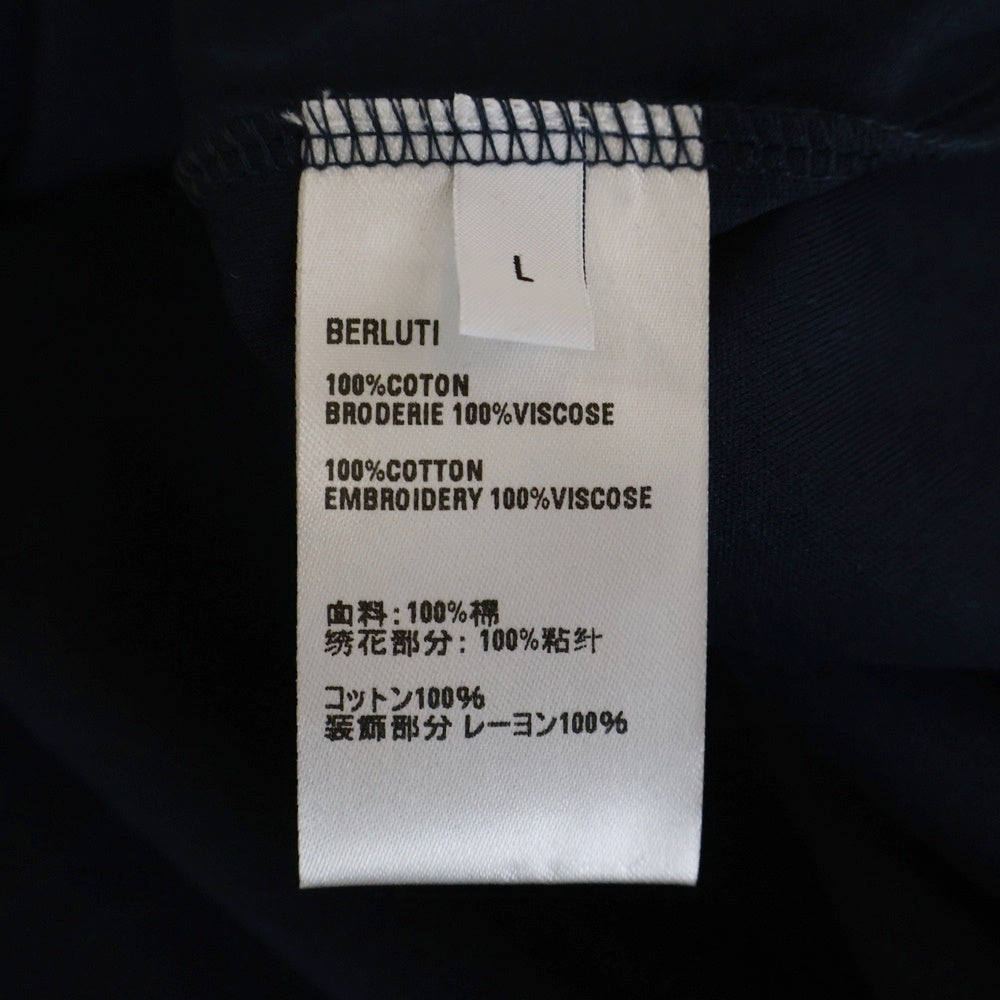 L
BERLUTI
100%COTON
BRODERIE 100%VISCOSE
100%COTTON
EMBROIDERY 100%VISCOSE
面料:100%棉
绣花部分: 100%粘纤
コットン100%
装飾部分 レーヨン100%